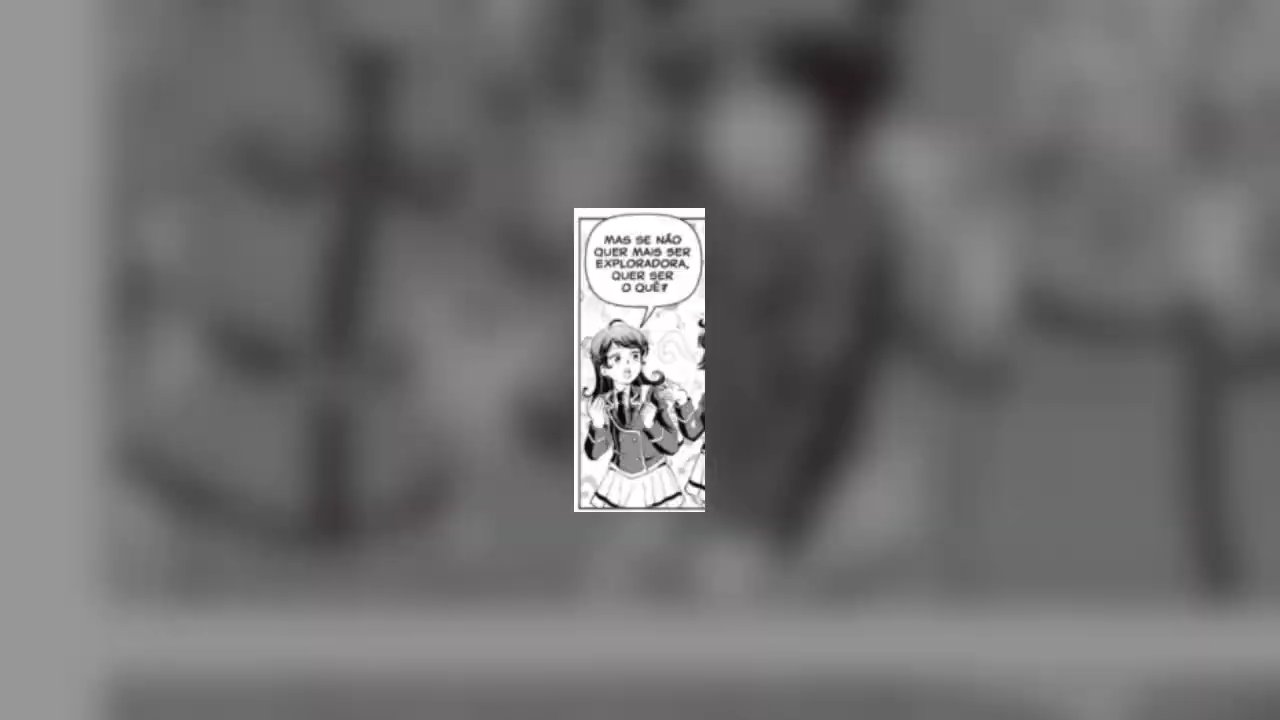 MAS SE NÃO
QUER MAIS SER
EXPLORADORA,
QUER SER
O QUÊ?